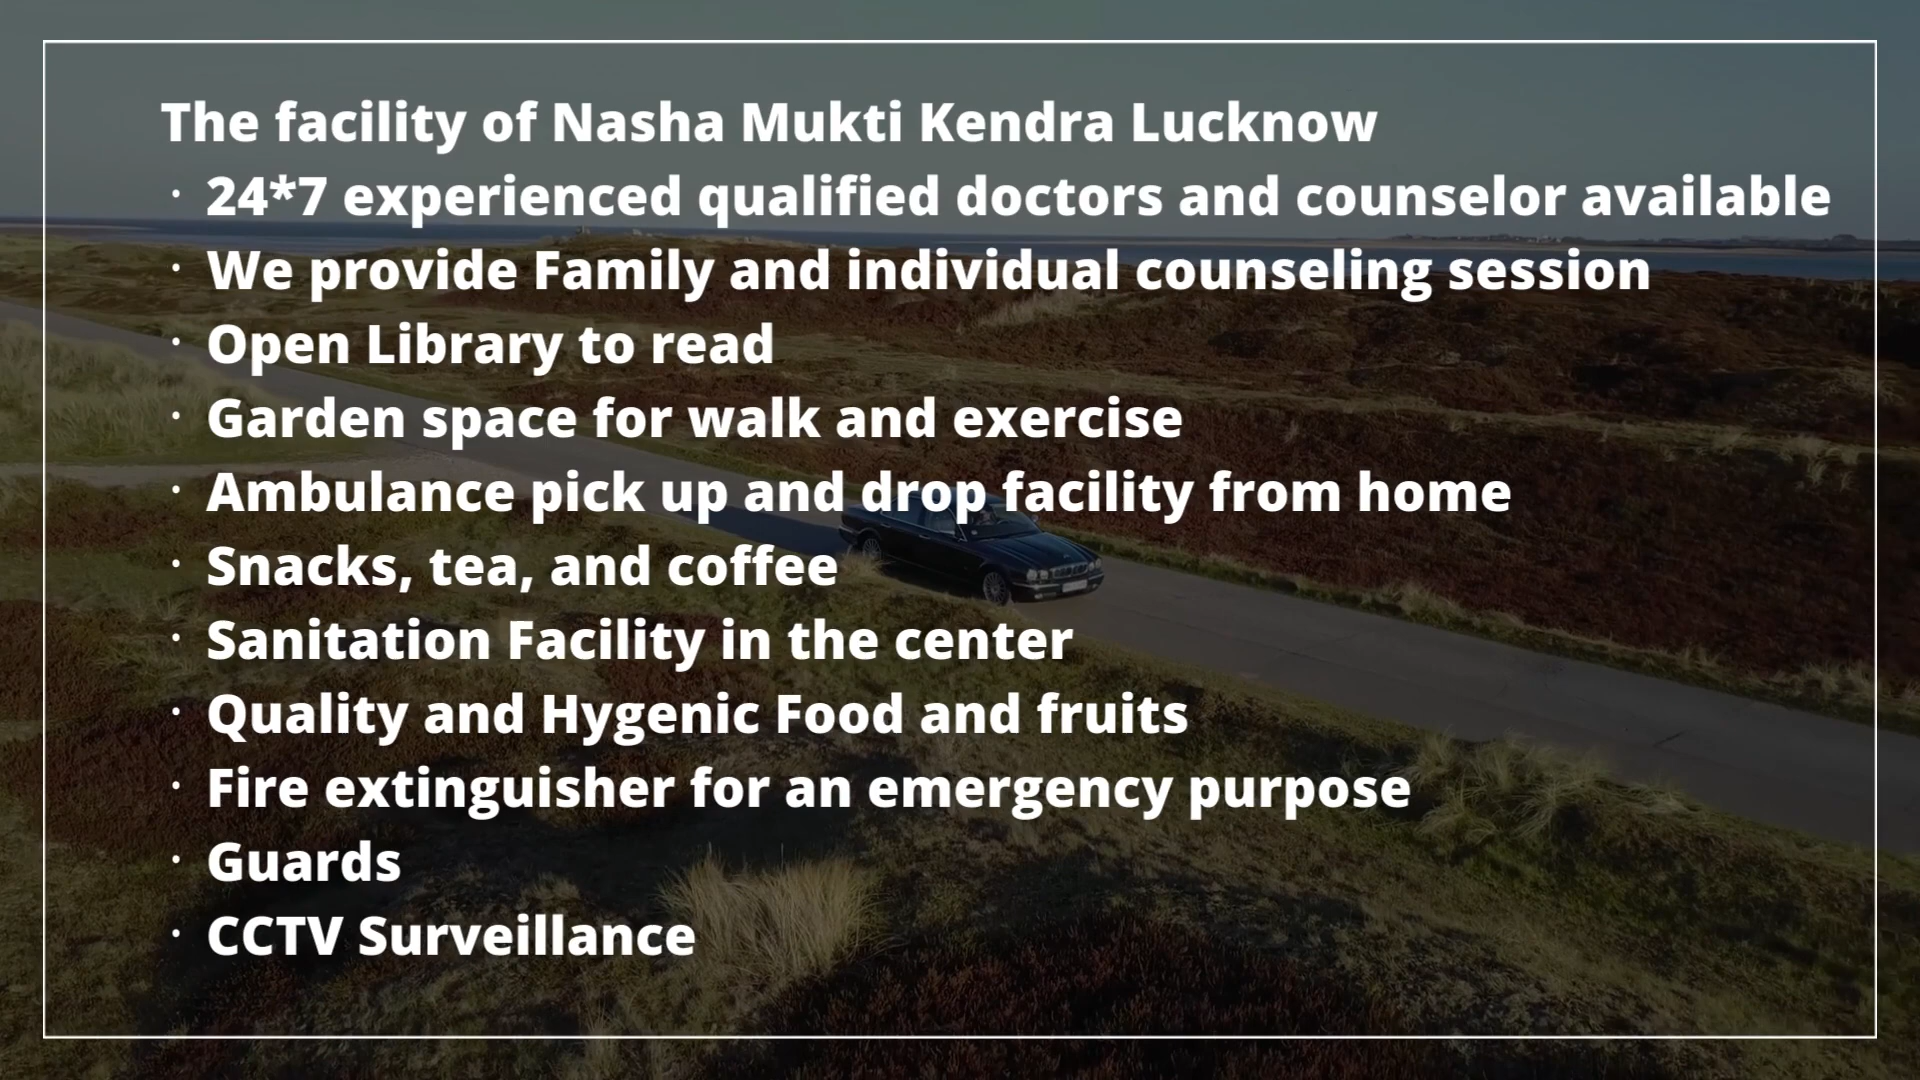 The facility of Nasha Mukti Kendra Lucknow
· 24*7 experienced qualified doctors and counselor available
· We provide Family and individual counseling session
· Open Library to read
· Garden space for walk and exercise
· Ambulance pick up and drop facility from home
· Snacks, tea, and coffee
· Sanitation Facility in the center
· Quality and Hygenic Food and fruits
· Fire extinguisher for an emergency purpose
· Guards
· CCTV Surveillance